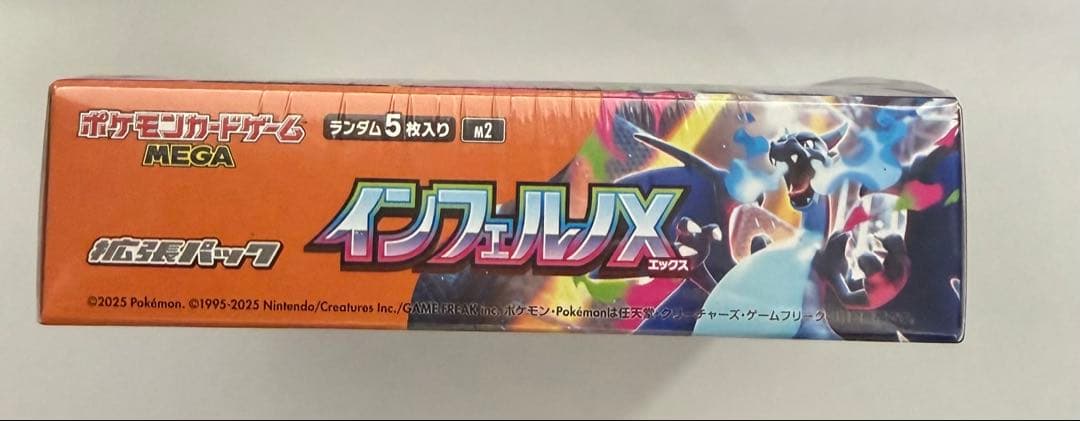 ポケモンカードゲーム
MEGA
ランダム5枚入り
M2
インフェルノX
エックス
拡張パック
©2025 Pokémon. ©1995-2025 Nintendo/Creatures Inc./GAME FREAK inc. ポケモン・Pokémonは任天堂・クリーチャーズ・ゲームフリーク